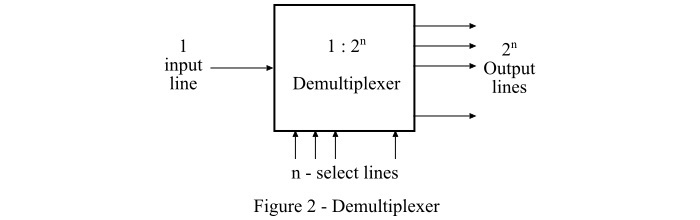 1
input
line
1 : 2ⁿ
Demultiplexer
2ⁿ
Output
lines
n - select lines
Figure 2 - Demultiplexer